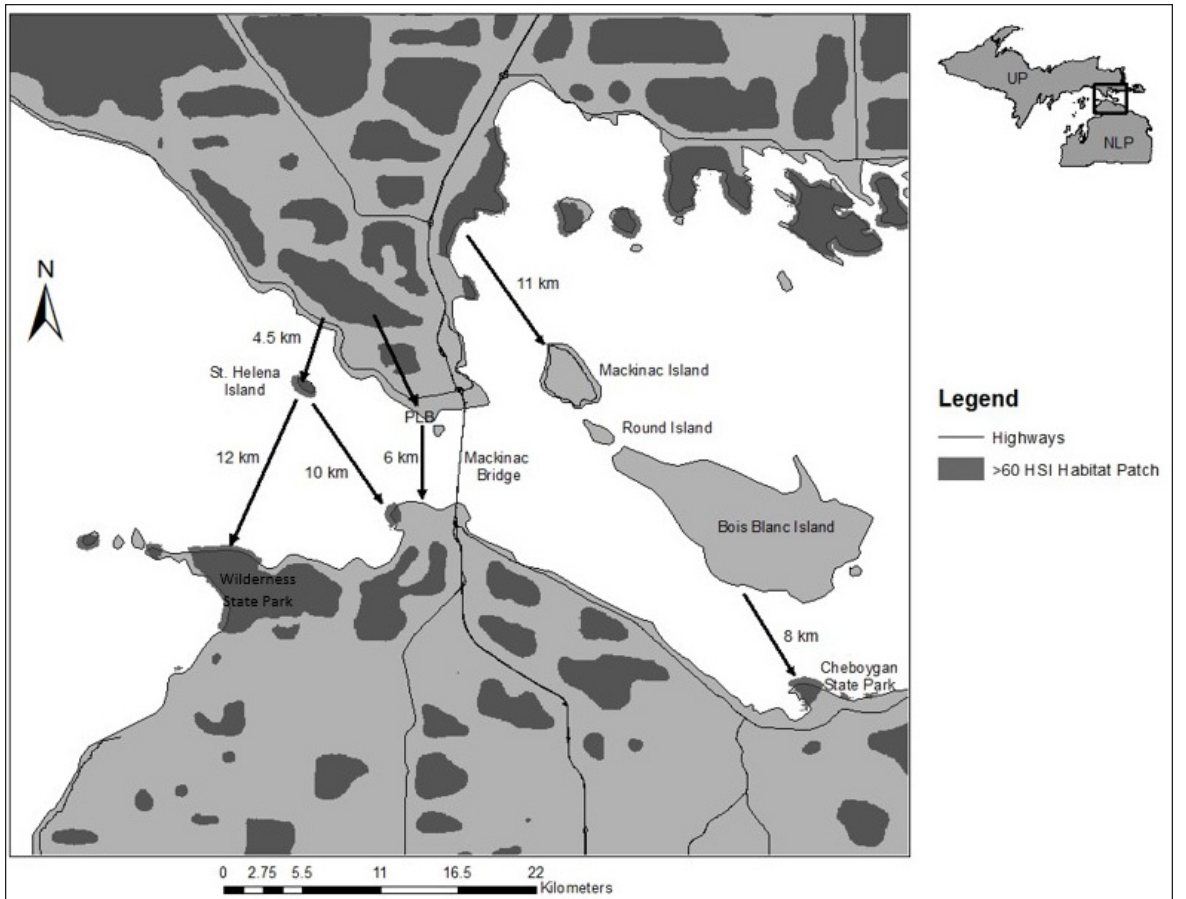 UP
NLP
N
11 km
4.5 km
St. Helena
Island
Mackinac Island
PLB
Round Island
12 km
10 km
6 km
Mackinac
Bridge
Bois Blanc Island
Wilderness
State Park
8 km
Cheboygan
State Park
Legend
Highways
>60 HSI Habitat Patch
0 2.75 5.5 11 16.5 22
Kilometers